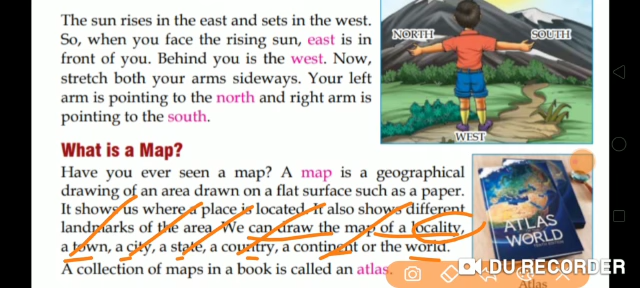 The sun rises in the east and sets in the west.
So, when you face the rising sun, east is in
front of you. Behind you is the west. Now,
stretch both your arms sideways. Your left
arm is pointing to the north and right arm is
pointing to the south.
NORTH
SOUTH
WEST
What is a Map?
Have you ever seen a map? A map is a geographical
drawing of an area drawn on a flat surface such as a paper.
It shows us where a place is located. It also shows different
landmarks of the area. We can draw the map of a locality,
a town, a city, a state, a country, a continent or the world.
A collection of maps in a book is called an atlas.
ATLAS
WORLD
Atlas
DU RECORDER